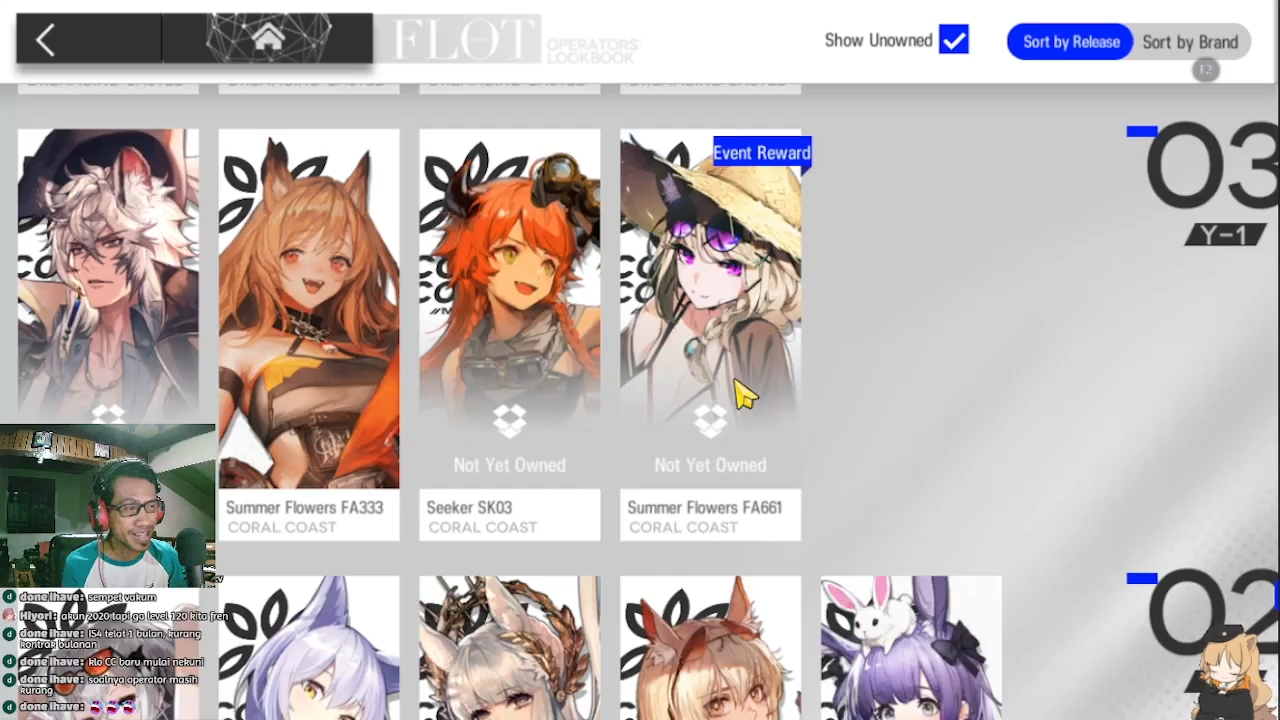 FLOT
OPERATORS'
LOOKBOOK
Show Unowned
Sort by Release
Sort by Brand
F2
Event Reward
03
Y-1
Not Yet Owned
Not Yet Owned
Summer Flowers FA333
CORAL COAST
Seeker SK03
CORAL COAST
Summer Flowers FA661
CORAL COAST
02
done ihave: sempet vakum
Hiyori: akun 2020 tapi ga level 120 kita fren
done ihave: IS4 telat 1 bulan, kurang
kontrak bulanan
done ihave: klo CC baru mulai nekuni
done ihave: soalnya operator masih
kurang
done ihave: